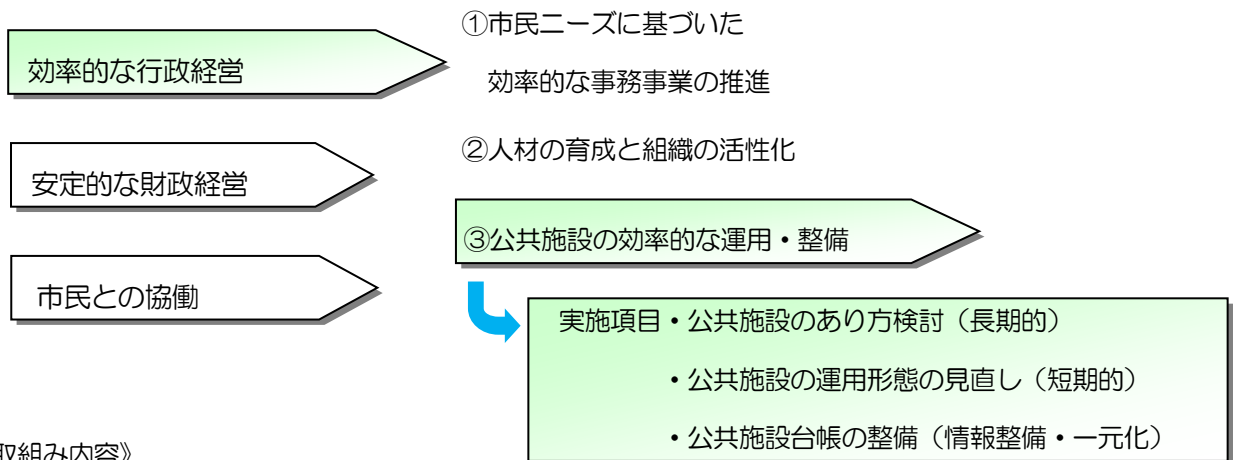 ①市民ニーズに基づいた
効率的な行政経営
効率的な事務事業の推進
②人材の育成と組織の活性化
安定的な財政経営
③公共施設の効率的な運用・整備
市民との協働
実施項目・公共施設のあり方検討（長期的）
・公共施設の運用形態の見直し（短期的）
・公共施設台帳の整備（情報整備・一元化）
取組み内容》